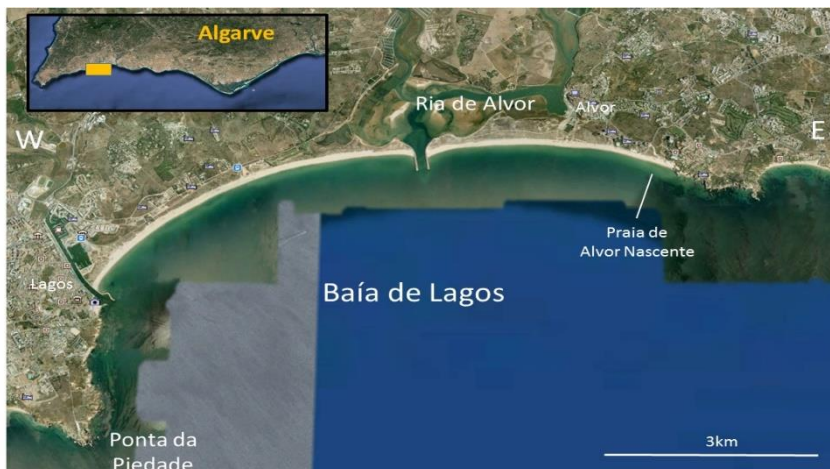 Algarve
W
Ria de Alvor
Alvor
E
Praia de
Alvor Nascente
Lagos
Baía de Lagos
Ponta da
Piedade
3km